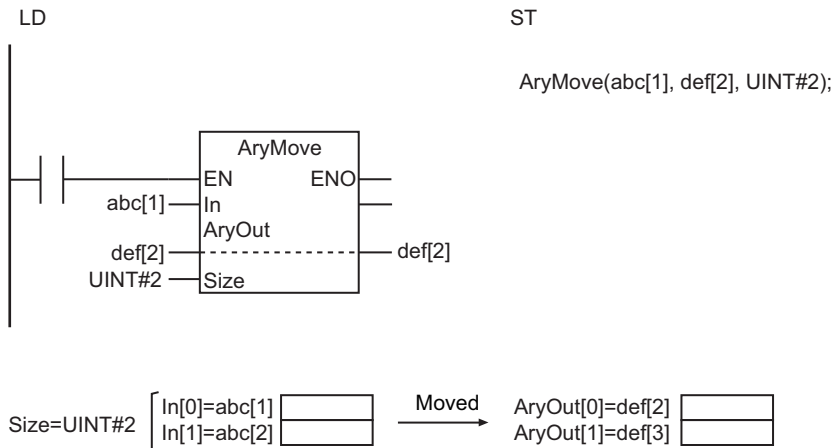 LD
ST
AryMove(abc[1], def[2], UINT#2);
AryMove
EN
ENO
abc[1]
In
AryOut
def[2]
def[2]
UINT#2
Size
Size=UINT#2
In[0]=abc[1]
In[1]=abc[2]
Moved
AryOut[0]=def[2]
AryOut[1]=def[3]